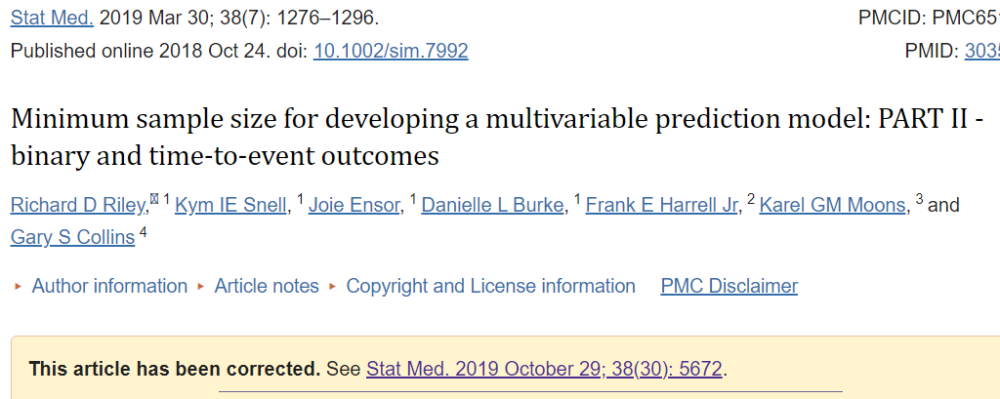 Stat Med. 2019 Mar 30; 38(7): 1276–1296.
PMCID: PMC65
Published online 2018 Oct 24. doi: 10.1002/sim.7992
PMID: 303
Minimum sample size for developing a multivariable prediction model: PART II -
binary and time-to-event outcomes
Richard D Riley, 1 Kym IE Snell, 1 Joie Ensor, 1 Danielle L Burke, 1 Frank E Harrell Jr, 2 Karel GM Moons, 3 and
Gary S Collins 4
Author information Article notes Copyright and License information PMC Disclaimer
This article has been corrected. See Stat Med. 2019 October 29; 38(30): 5672.